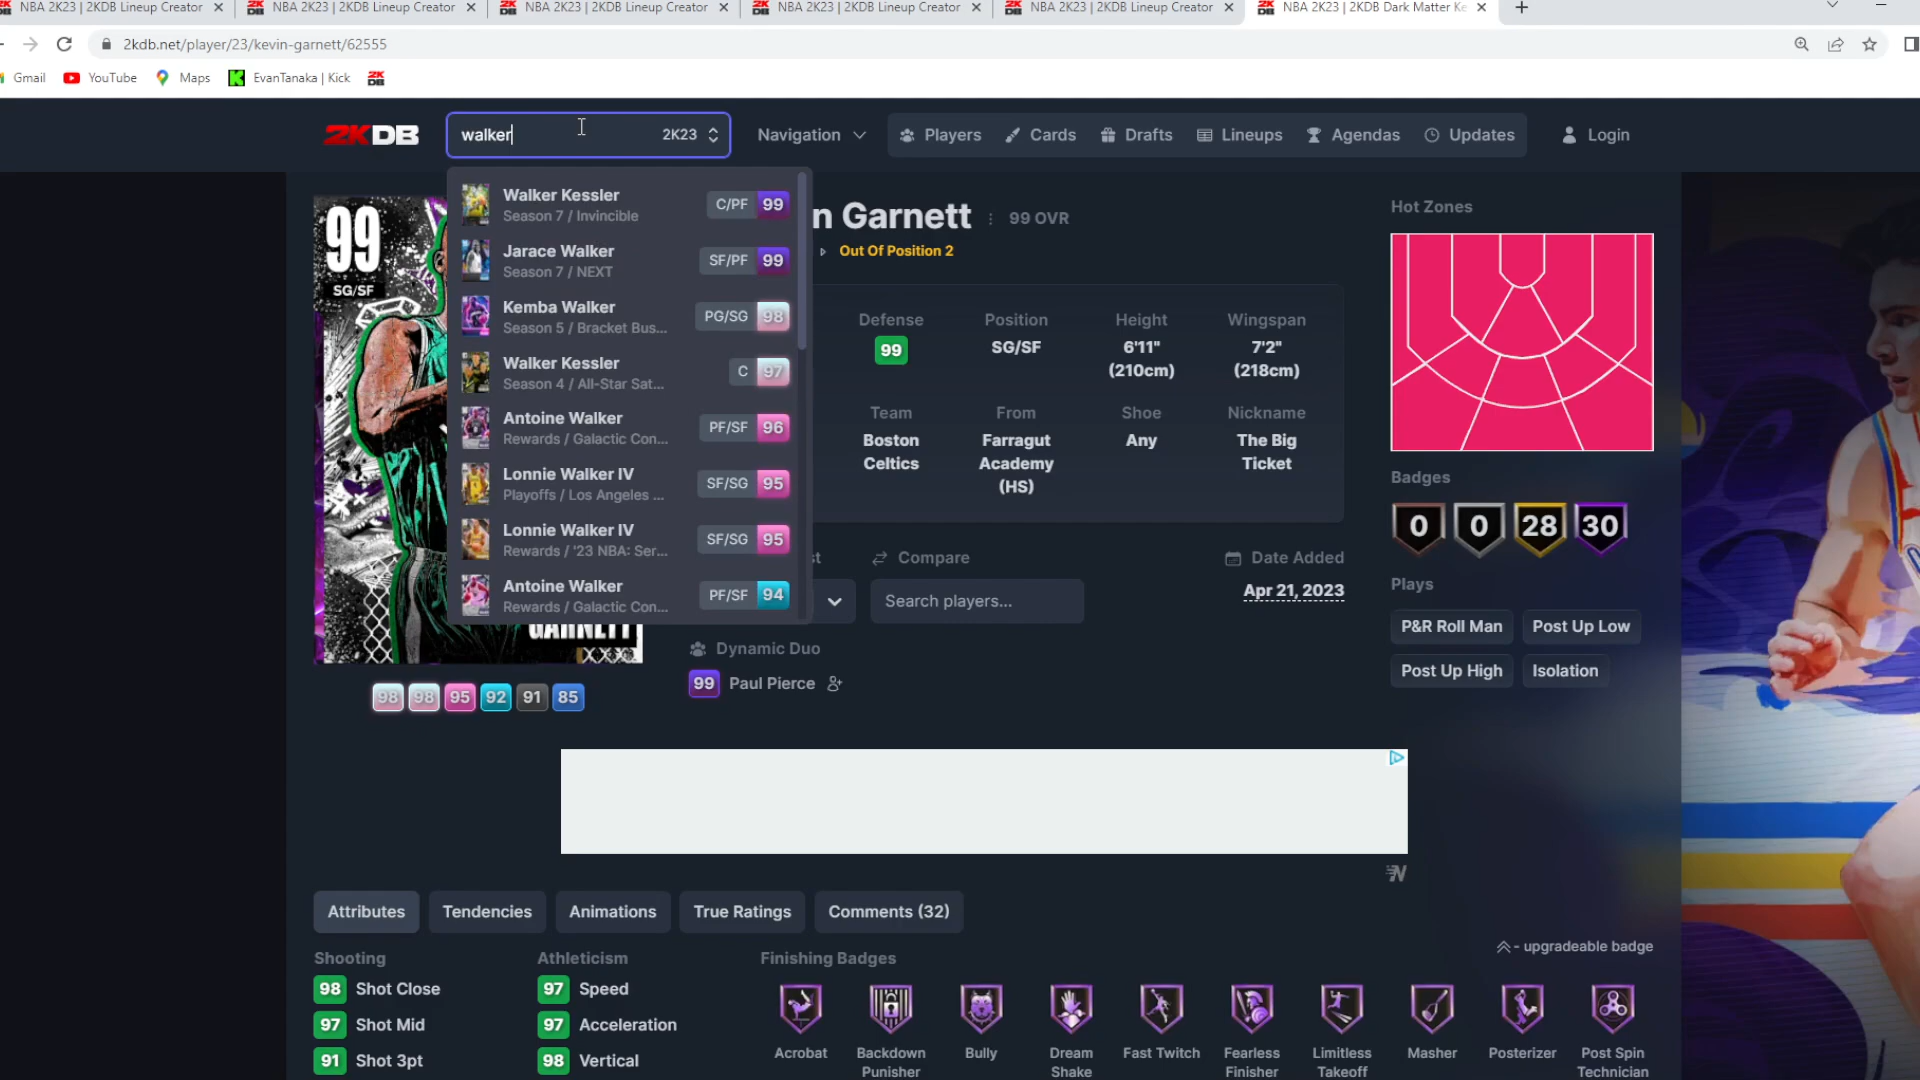 NBA 2K23 | 2KDB Lineup Creator
NBA 2K23 | 2KDB Lineup Creator
NBA 2K23 | 2KDB Lineup Creator
NBA 2K23 | 2KDB Lineup Creator
NBA 2K23 | 2KDB Lineup Creator
NBA 2K23 | 2KDB Dark Matter Ke
2kdb.net/player/23/kevin-garnett/62555
Gmail
YouTube
Maps
EvanTanaka | Kick
2KDB
walker
2K23
Navigation
Players
Cards
Drafts
Lineups
Agendas
Updates
Login
Walker Kessler
Season 7 / Invincible
C/PF 99
Jarace Walker
Season 7 / NEXT
SF/PF 99
Kemba Walker
Season 5 / Bracket Bus...
PG/SG 98
Walker Kessler
Season 4 / All-Star Sat...
C 97
Antoine Walker
Rewards / Galactic Con...
PF/SF 96
Lonnie Walker IV
Playoffs / Los Angeles ...
SF/SG 95
Lonnie Walker IV
Rewards / '23 NBA: Ser...
SF/SG 95
Antoine Walker
Rewards / Galactic Con...
PF/SF 94
99
SG/SF
GARNETT
98 98 95 92 91 85
n Garnett
99 OVR
Out Of Position 2
Defense
99
Position
SG/SF
Height
6'11"
(210cm)
Wingspan
7'2"
(218cm)
Team
Boston
Celtics
From
Farragut
Academy
(HS)
Shoe
Any
Nickname
The Big
Ticket
st
Compare
Search players...
Date Added
Apr 21, 2023
Dynamic Duo
99 Paul Pierce
Hot Zones
Badges
0 0 28 30
Plays
P&R Roll Man
Post Up Low
Post Up High
Isolation
Attributes
Tendencies
Animations
True Ratings
Comments (32)
- upgradeable badge
Shooting
98 Shot Close
97 Shot Mid
91 Shot 3pt
Athleticism
97 Speed
97 Acceleration
98 Vertical
Finishing Badges
Acrobat
Backdown
Punisher
Bully
Dream
Shake
Fast Twitch
Fearless
Finisher
Limitless
Takeoff
Masher
Posterizer
Post Spin
Technician